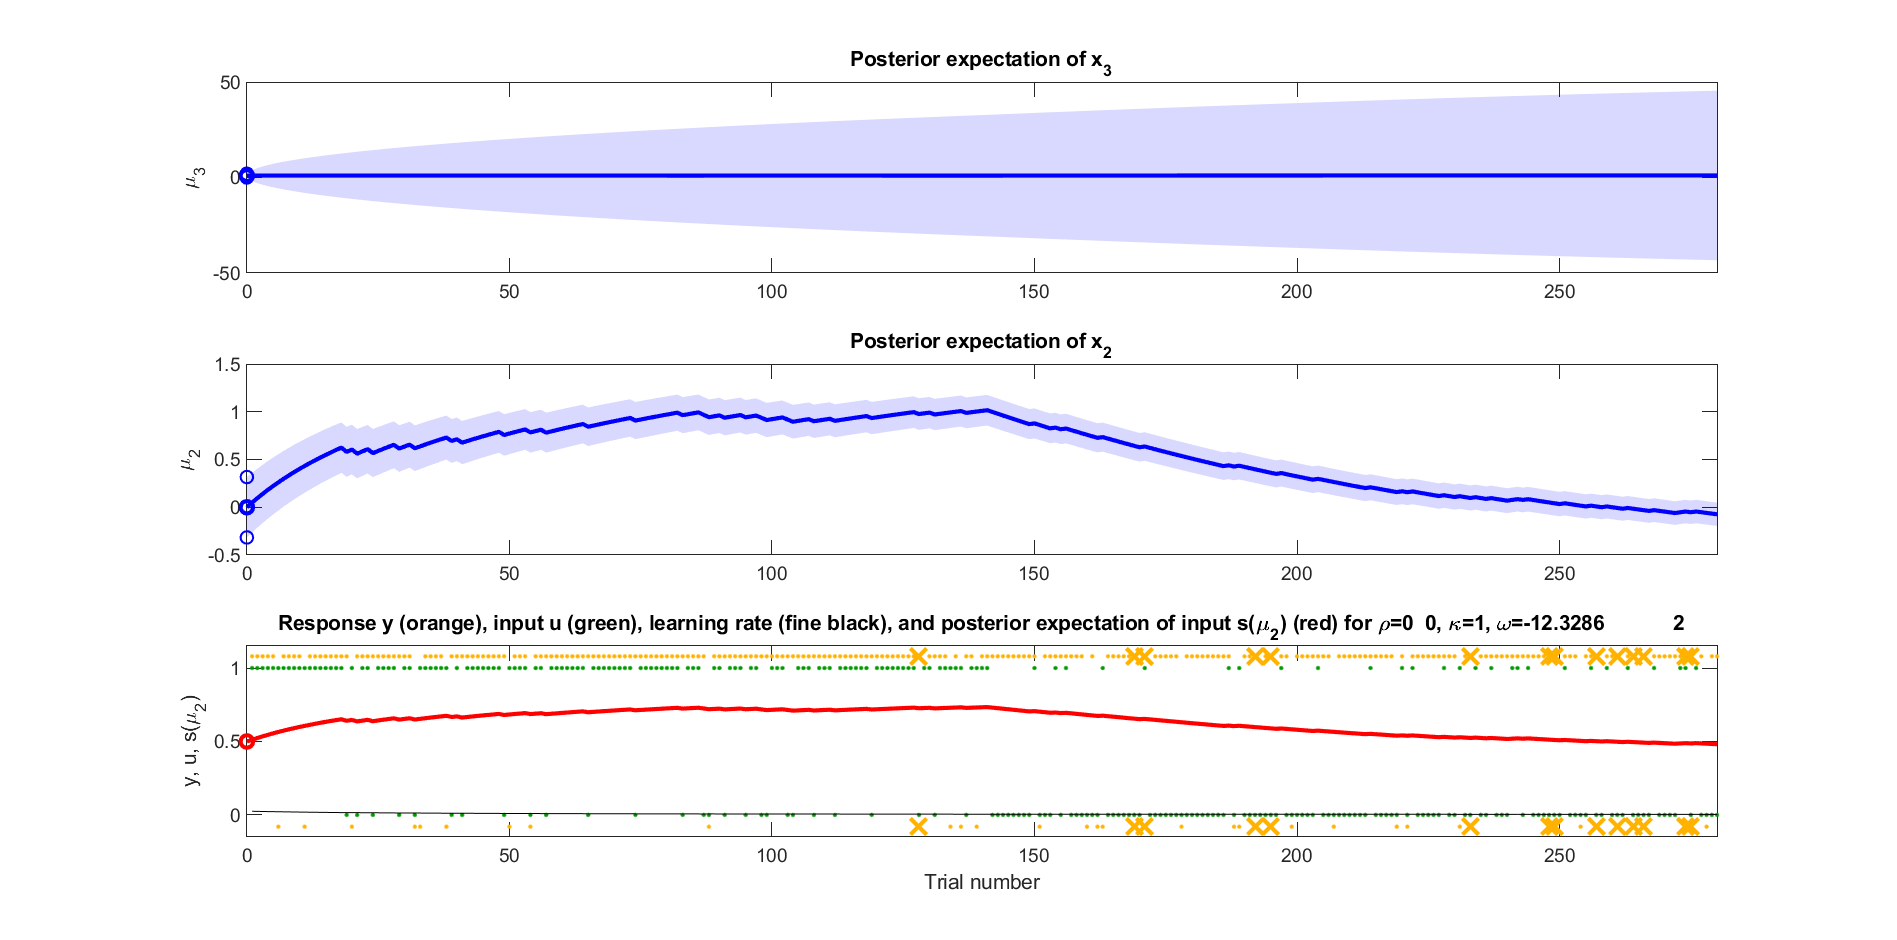 Posterior expectation of x3
50
0
-50
μ3
0 50 100 150 200 250
Posterior expectation of x2
1.5
1
0.5
0
-0.5
μ2
0 50 100 150 200 250
Response y (orange), input u (green), learning rate (fine black), and posterior expectation of input s(μ2) (red) for ρ=0 0, κ=1, ω=-12.3286 2
1
0.5
0
y, u, s(μ2)
0 50 100 150 200 250
Trial number